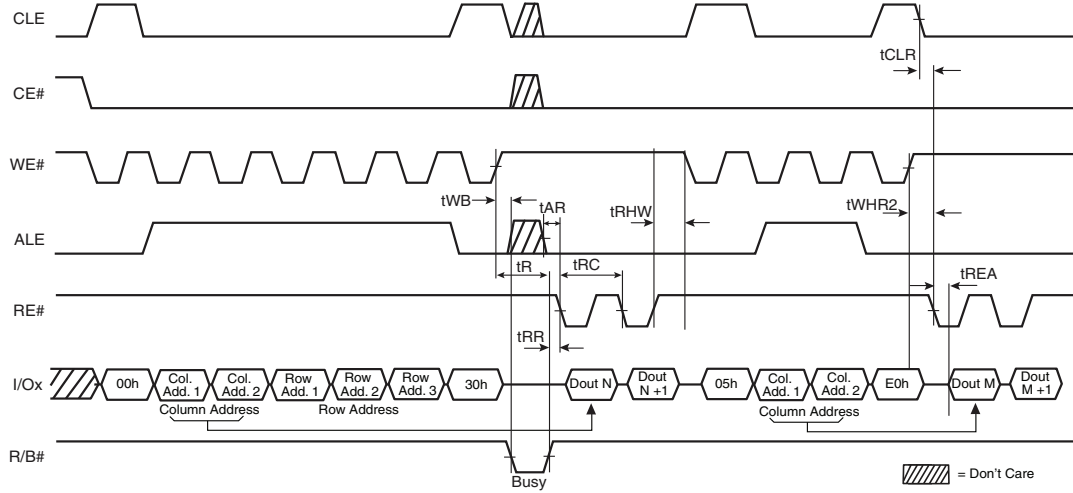 CLE
tCLR
CE#
WE#
tWB
tAR
tRHW
tWHR2
ALE
tR
tRC
tREA
RE#
tRR
I/Ox
00h
Col. Add. 1
Col. Add. 2
Row Add. 1
Row Add. 2
Row Add. 3
30h
Dout N
Dout N +1
05h
Col. Add. 1
Col. Add. 2
E0h
Dout M
Dout M +1
Column Address
Row Address
Column Address
R/B#
Busy
= Don't Care